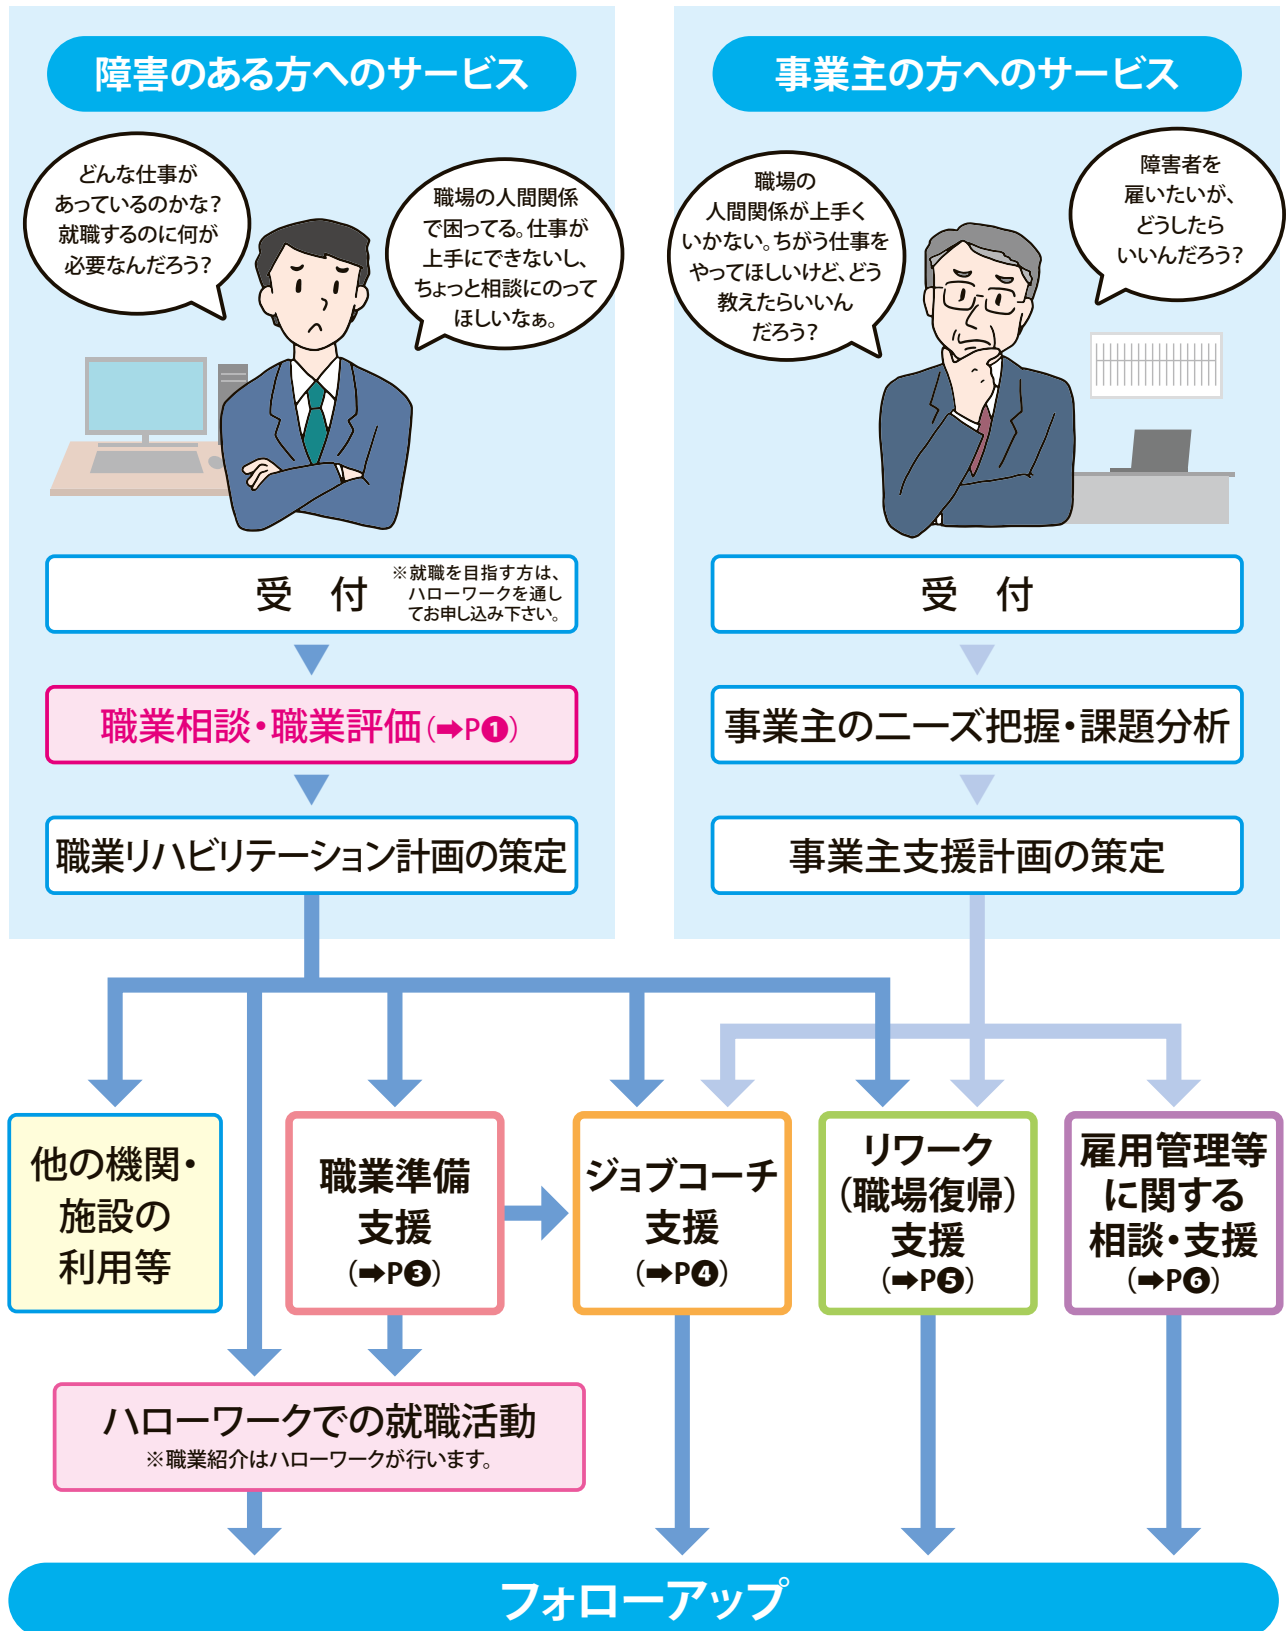 障害のある方へのサービス
どんな仕事が
あっているのかな？
就職するのに何が
必要なんだろう？
職場の人間関係
で困ってる。仕事が
上手にできないし、
ちょっと相談にのって
ほしいなぁ。
受　付
※就職を目指す方は、
ハローワークを通し
てお申し込み下さい。
職業相談・職業評価（➡P❶）
職業リハビリテーション計画の策定
事業主の方へのサービス
職場の
人間関係が上手く
いかない。ちがう仕事を
やってほしいけど、どう
教えたらいいん
だろう？
障害者を
雇いたいが、
どうしたら
いいんだろう？
受　付
事業主のニーズ把握・課題分析
事業主支援計画の策定
他の機関・
施設の
利用等
職業準備
支援
（➡P❸）
ジョブコーチ
支援
（➡P❹）
リワーク
（職場復帰）
支援
（➡P❺）
雇用管理等
に関する
相談・支援
（➡P❻）
ハローワークでの就職活動
※職業紹介はハローワークが行います。
フォローアップ